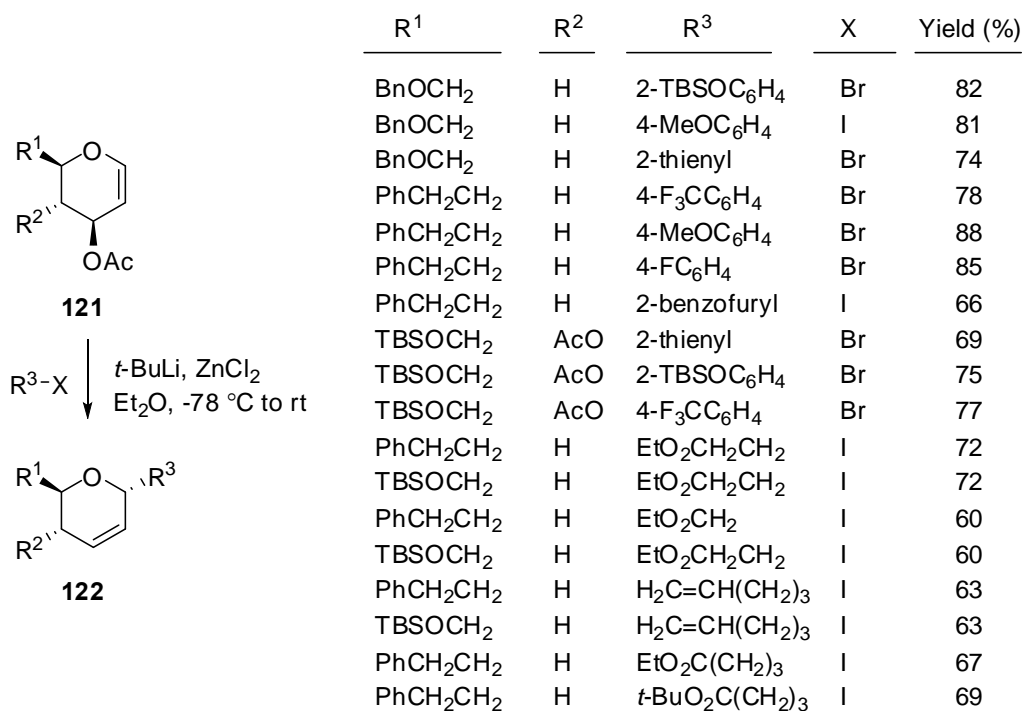 R¹ R² R³ X Yield (%)
BnOCH₂ H 2-TBSOC₆H₄ Br 82
BnOCH₂ H 4-MeOC₆H₄ I 81
BnOCH₂ H 2-thienyl Br 74
PhCH₂CH₂ H 4-F₃CC₆H₄ Br 78
PhCH₂CH₂ H 4-MeOC₆H₄ Br 88
PhCH₂CH₂ H 4-FC₆H₄ Br 85
PhCH₂CH₂ H 2-benzofuryl I 66
TBSOCH₂ AcO 2-thienyl Br 69
TBSOCH₂ AcO 2-TBSOC₆H₄ Br 75
TBSOCH₂ AcO 4-F₃CC₆H₄ Br 77
PhCH₂CH₂ H EtO₂CH₂CH₂ I 72
TBSOCH₂ H EtO₂CH₂CH₂ I 72
PhCH₂CH₂ H EtO₂CH₂ I 60
TBSOCH₂ H EtO₂CH₂CH₂ I 60
PhCH₂CH₂ H H₂C=CH(CH₂)₃ I 63
TBSOCH₂ H H₂C=CH(CH₂)₃ I 63
PhCH₂CH₂ H EtO₂C(CH₂)₃ I 67
PhCH₂CH₂ H t-BuO₂C(CH₂)₃ I 69
R¹ O
R²
OAc
121
R³-X t-BuLi, ZnCl₂
Et₂O, -78 °C to rt
R¹ O R³
R²
122